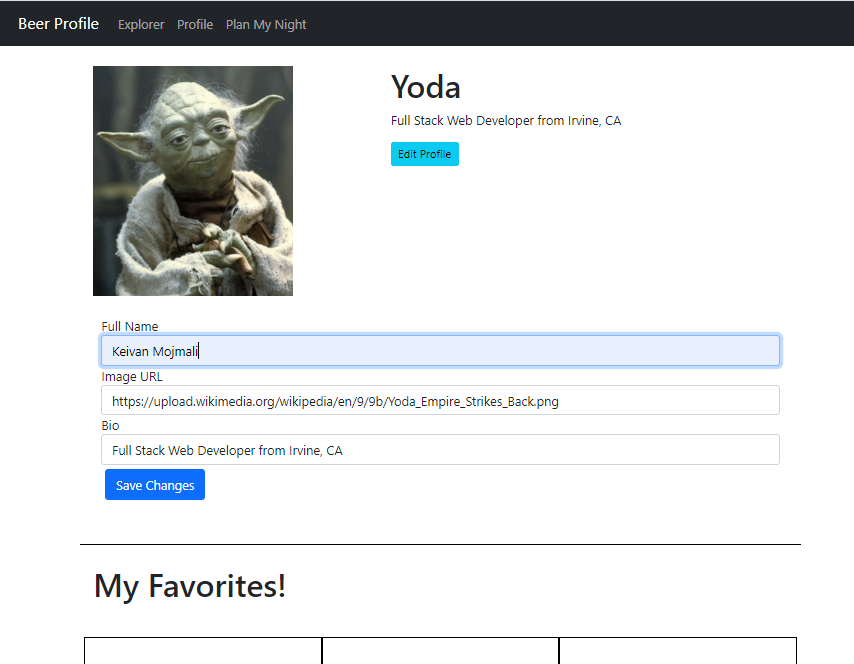 Beer Profile Explorer Profile Plan My Night
Yoda
Full Stack Web Developer from Irvine, CA
Edit Profile
Full Name
Keivan Mojmali
Image URL
https://upload.wikimedia.org/wikipedia/en/9/9b/Yoda_Empire_Strikes_Back.png
Bio
Full Stack Web Developer from Irvine, CA
Save Changes
My Favorites!